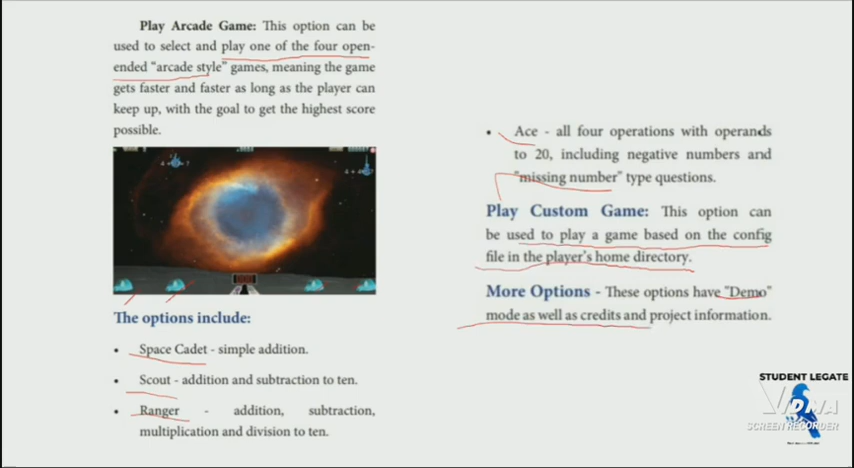 Play Arcade Game: This option can be
used to select and play one of the four open-
ended "arcade style" games, meaning the game
gets faster and faster as long as the player can
keep up, with the goal to get the highest score
possible.
The options include:
• Space Cadet - simple addition.
• Scout - addition and subtraction to ten.
• Ranger - addition, subtraction,
multiplication and division to ten.
• Ace - all four operations with operands
to 20, including negative numbers and
"missing number" type questions.
Play Custom Game: This option can
be used to play a game based on the config
file in the player's home directory.
More Options - These options have "Demo"
mode as well as credits and project information.
STUDENT LEGATE
SCREEN RECORDER